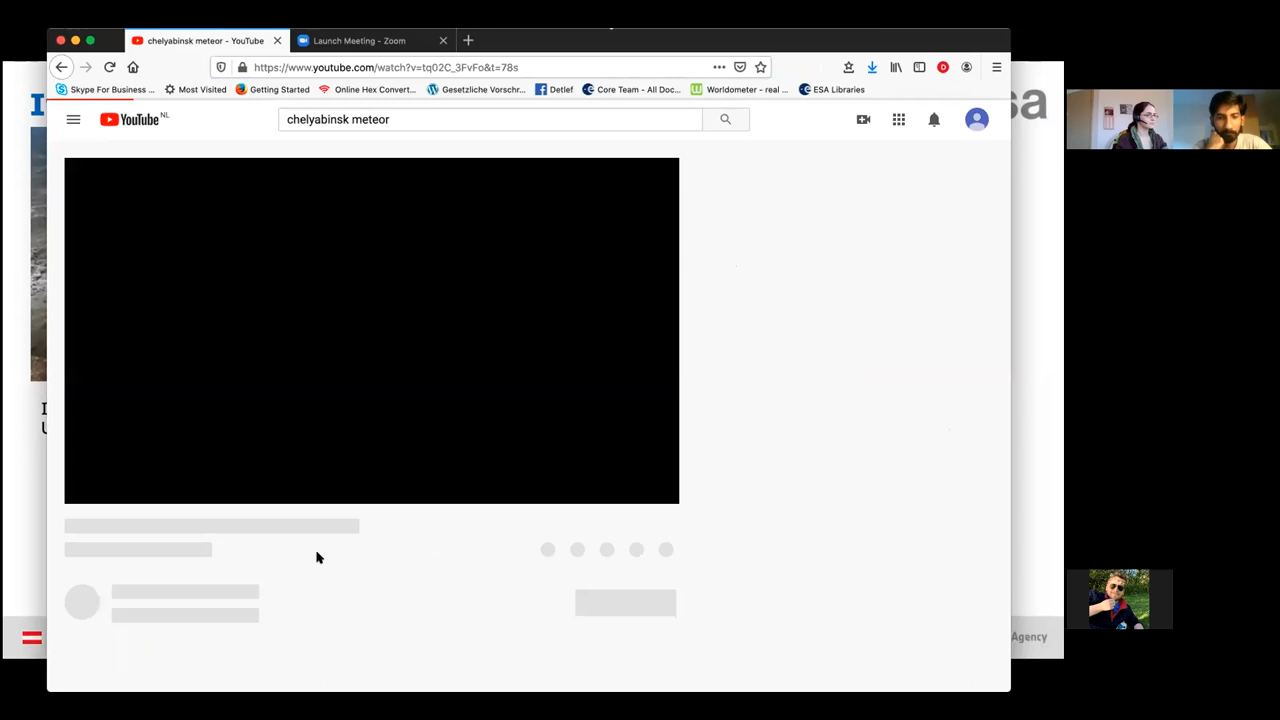 chelyabinsk meteor - YouTube
Launch Meeting - Zoom
https://www.youtube.com/watch?v=tq02C_3FvFo&t=78s
Skype For Business ... Most Visited Getting Started Online Hex Convert... Gesetzliche Vorschr... Detlef Core Team - All Doc... Worldometer - real ... ESA Libraries
YouTube NL
chelyabinsk meteor
sa
Agency